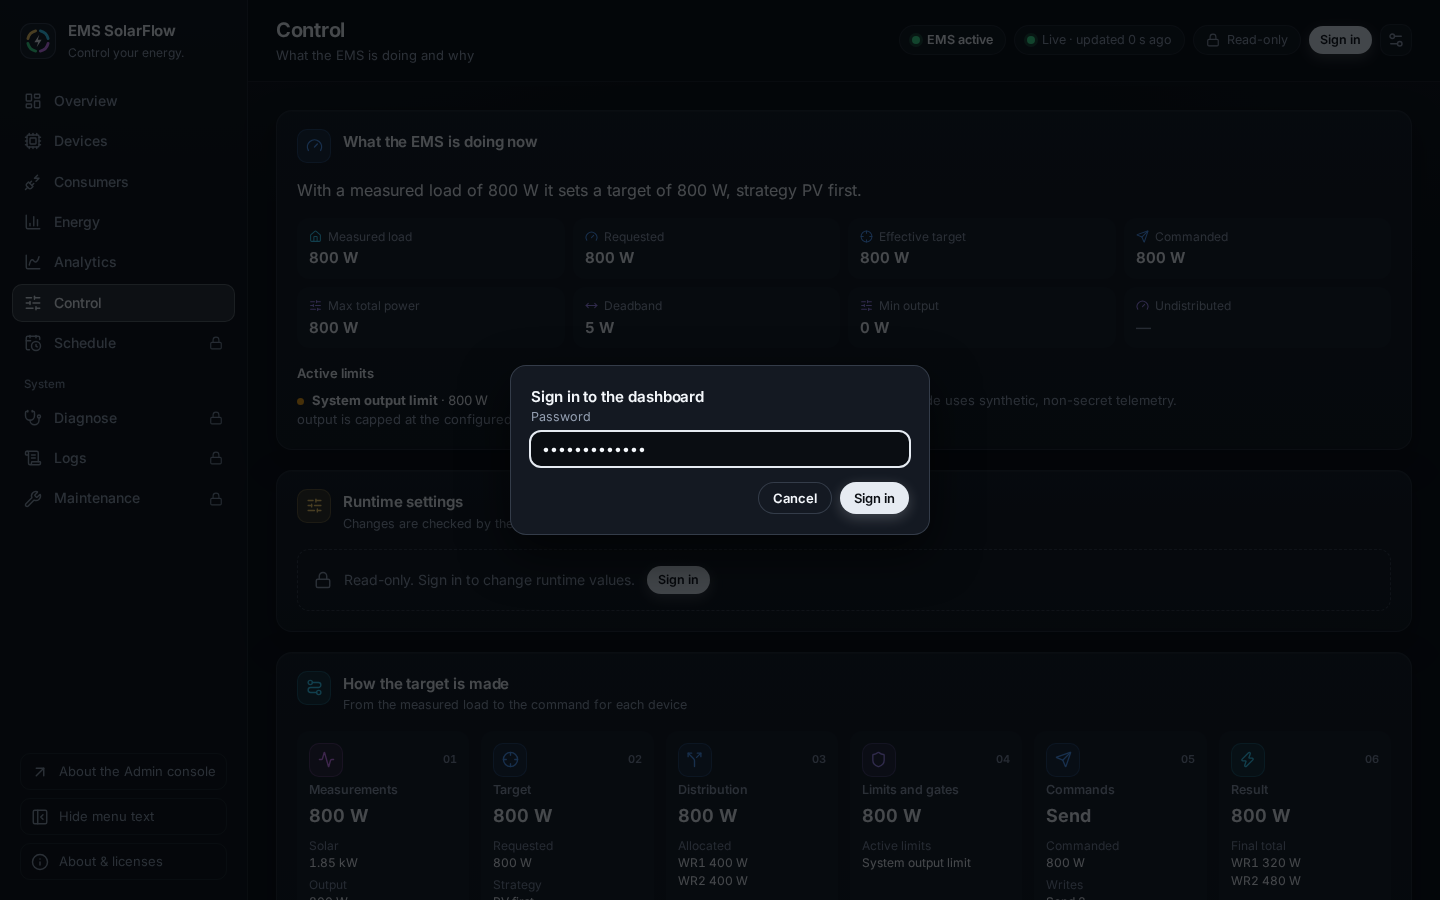 EMS SolarFlow
Control your energy.
Overview
Devices
Consumers
Energy
Analytics
Control
Schedule
System
Diagnose
Logs
Maintenance
About the Admin console
Hide menu text
About & licenses
Control
What the EMS is doing and why
EMS active
Live · updated 0 s ago
Read-only
Sign in
What the EMS is doing now
With a measured load of 800 W it sets a target of 800 W, strategy PV first.
Measured load
800 W
Requested
800 W
Effective target
800 W
Commanded
800 W
Max total power
800 W
Deadband
5 W
Min output
0 W
Undistributed
—
Active limits
System output limit · 800 W
uses synthetic, non-secret telemetry.
output is capped at the configured
Sign in to the dashboard
Password
•••••••••••••
Cancel
Sign in
Runtime settings
Changes are checked by the
Read-only. Sign in to change runtime values.
Sign in
How the target is made
From the measured load to the command for each device
01
Measurements
800 W
Solar
1.85 kW
Output
02
Target
800 W
Requested
800 W
Strategy
03
Distribution
800 W
Allocated
WR1 400 W
WR2 400 W
04
Limits and gates
800 W
Active limits
System output limit
05
Commands
Send
Commanded
800 W
Writes
06
Result
800 W
Final total
WR1 320 W
WR2 480 W